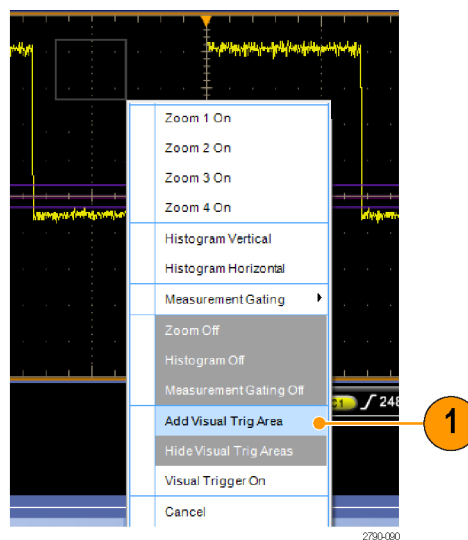 Zoom 1 On
Zoom 2 On
Zoom 3 On
Zoom 4 On
Histogram Vertical
Histogram Horizontal
Measurement Gating
Zoom Off
Histogram Off
Measurement Gating Off
C1 248
Add Visual Trig Area
1
Hide Visual Trig Areas
Visual Trigger On
Cancel
2790-090